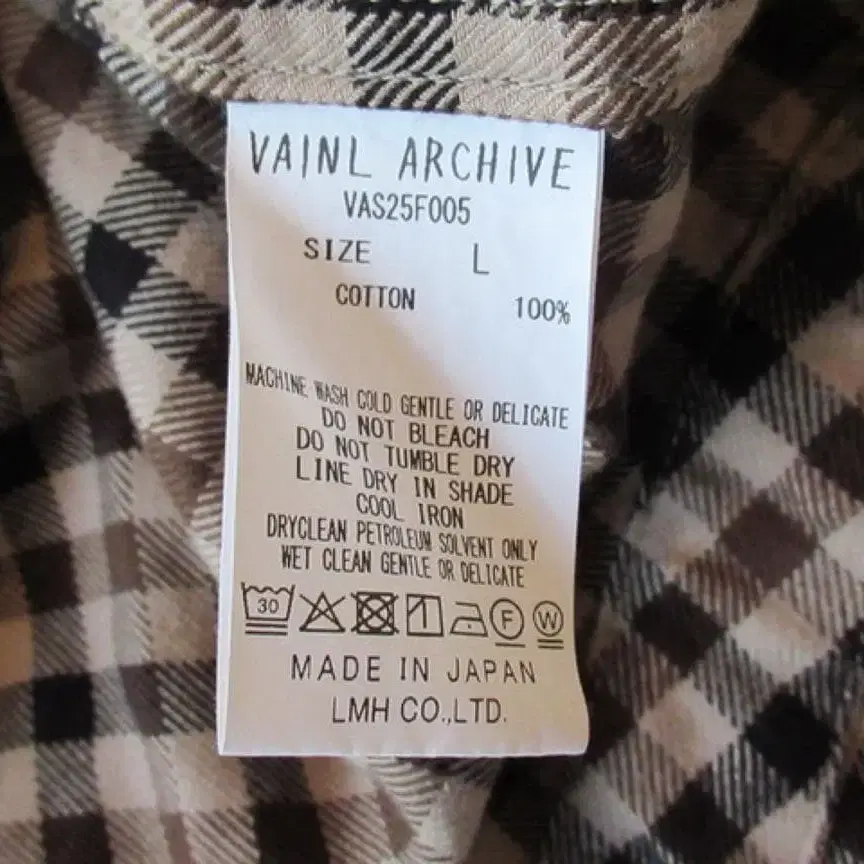 VAINL ARCHIVE
VAS25F005
SIZE L
COTTON 100%
MACHINE WASH COLD GENTLE OR DELICATE
DO NOT BLEACH
DO NOT TUMBLE DRY
LINE DRY IN SHADE
COOL IRON
DRYCLEAN PETROLEUM SOLVENT ONLY
WET CLEAN GENTLE OR DELICATE
30 F W
MADE IN JAPAN
LMH CO.,LTD.